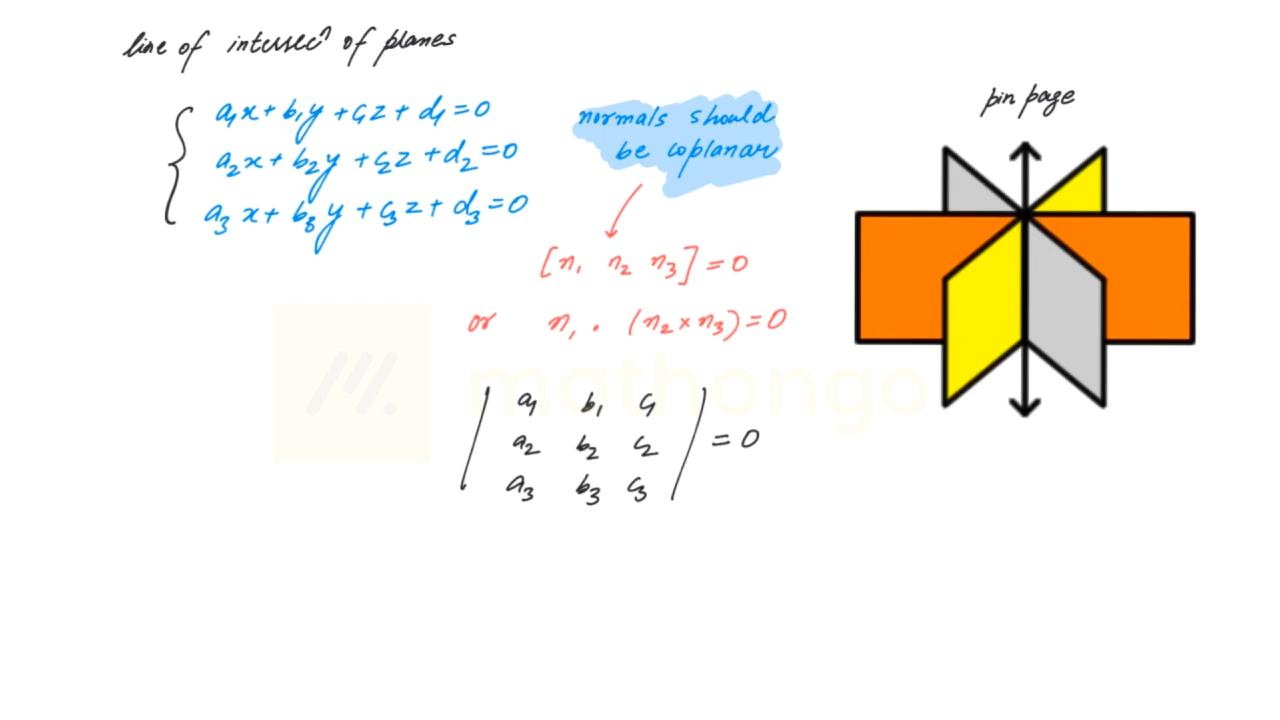 line of intersecⁿ of planes
a₁x + b₁y + c₁z + d₁ = 0
a₂x + b₂y + c₂z + d₂ = 0
a₃x + b₃y + c₃z + d₃ = 0
normals should
be coplanar
[n₁ n₂ n₃] = 0
or n₁ . (n₂ × n₃) = 0
a₁ b₁ c₁
a₂ b₂ c₂ = 0
a₃ b₃ c₃
pin page
mathongo